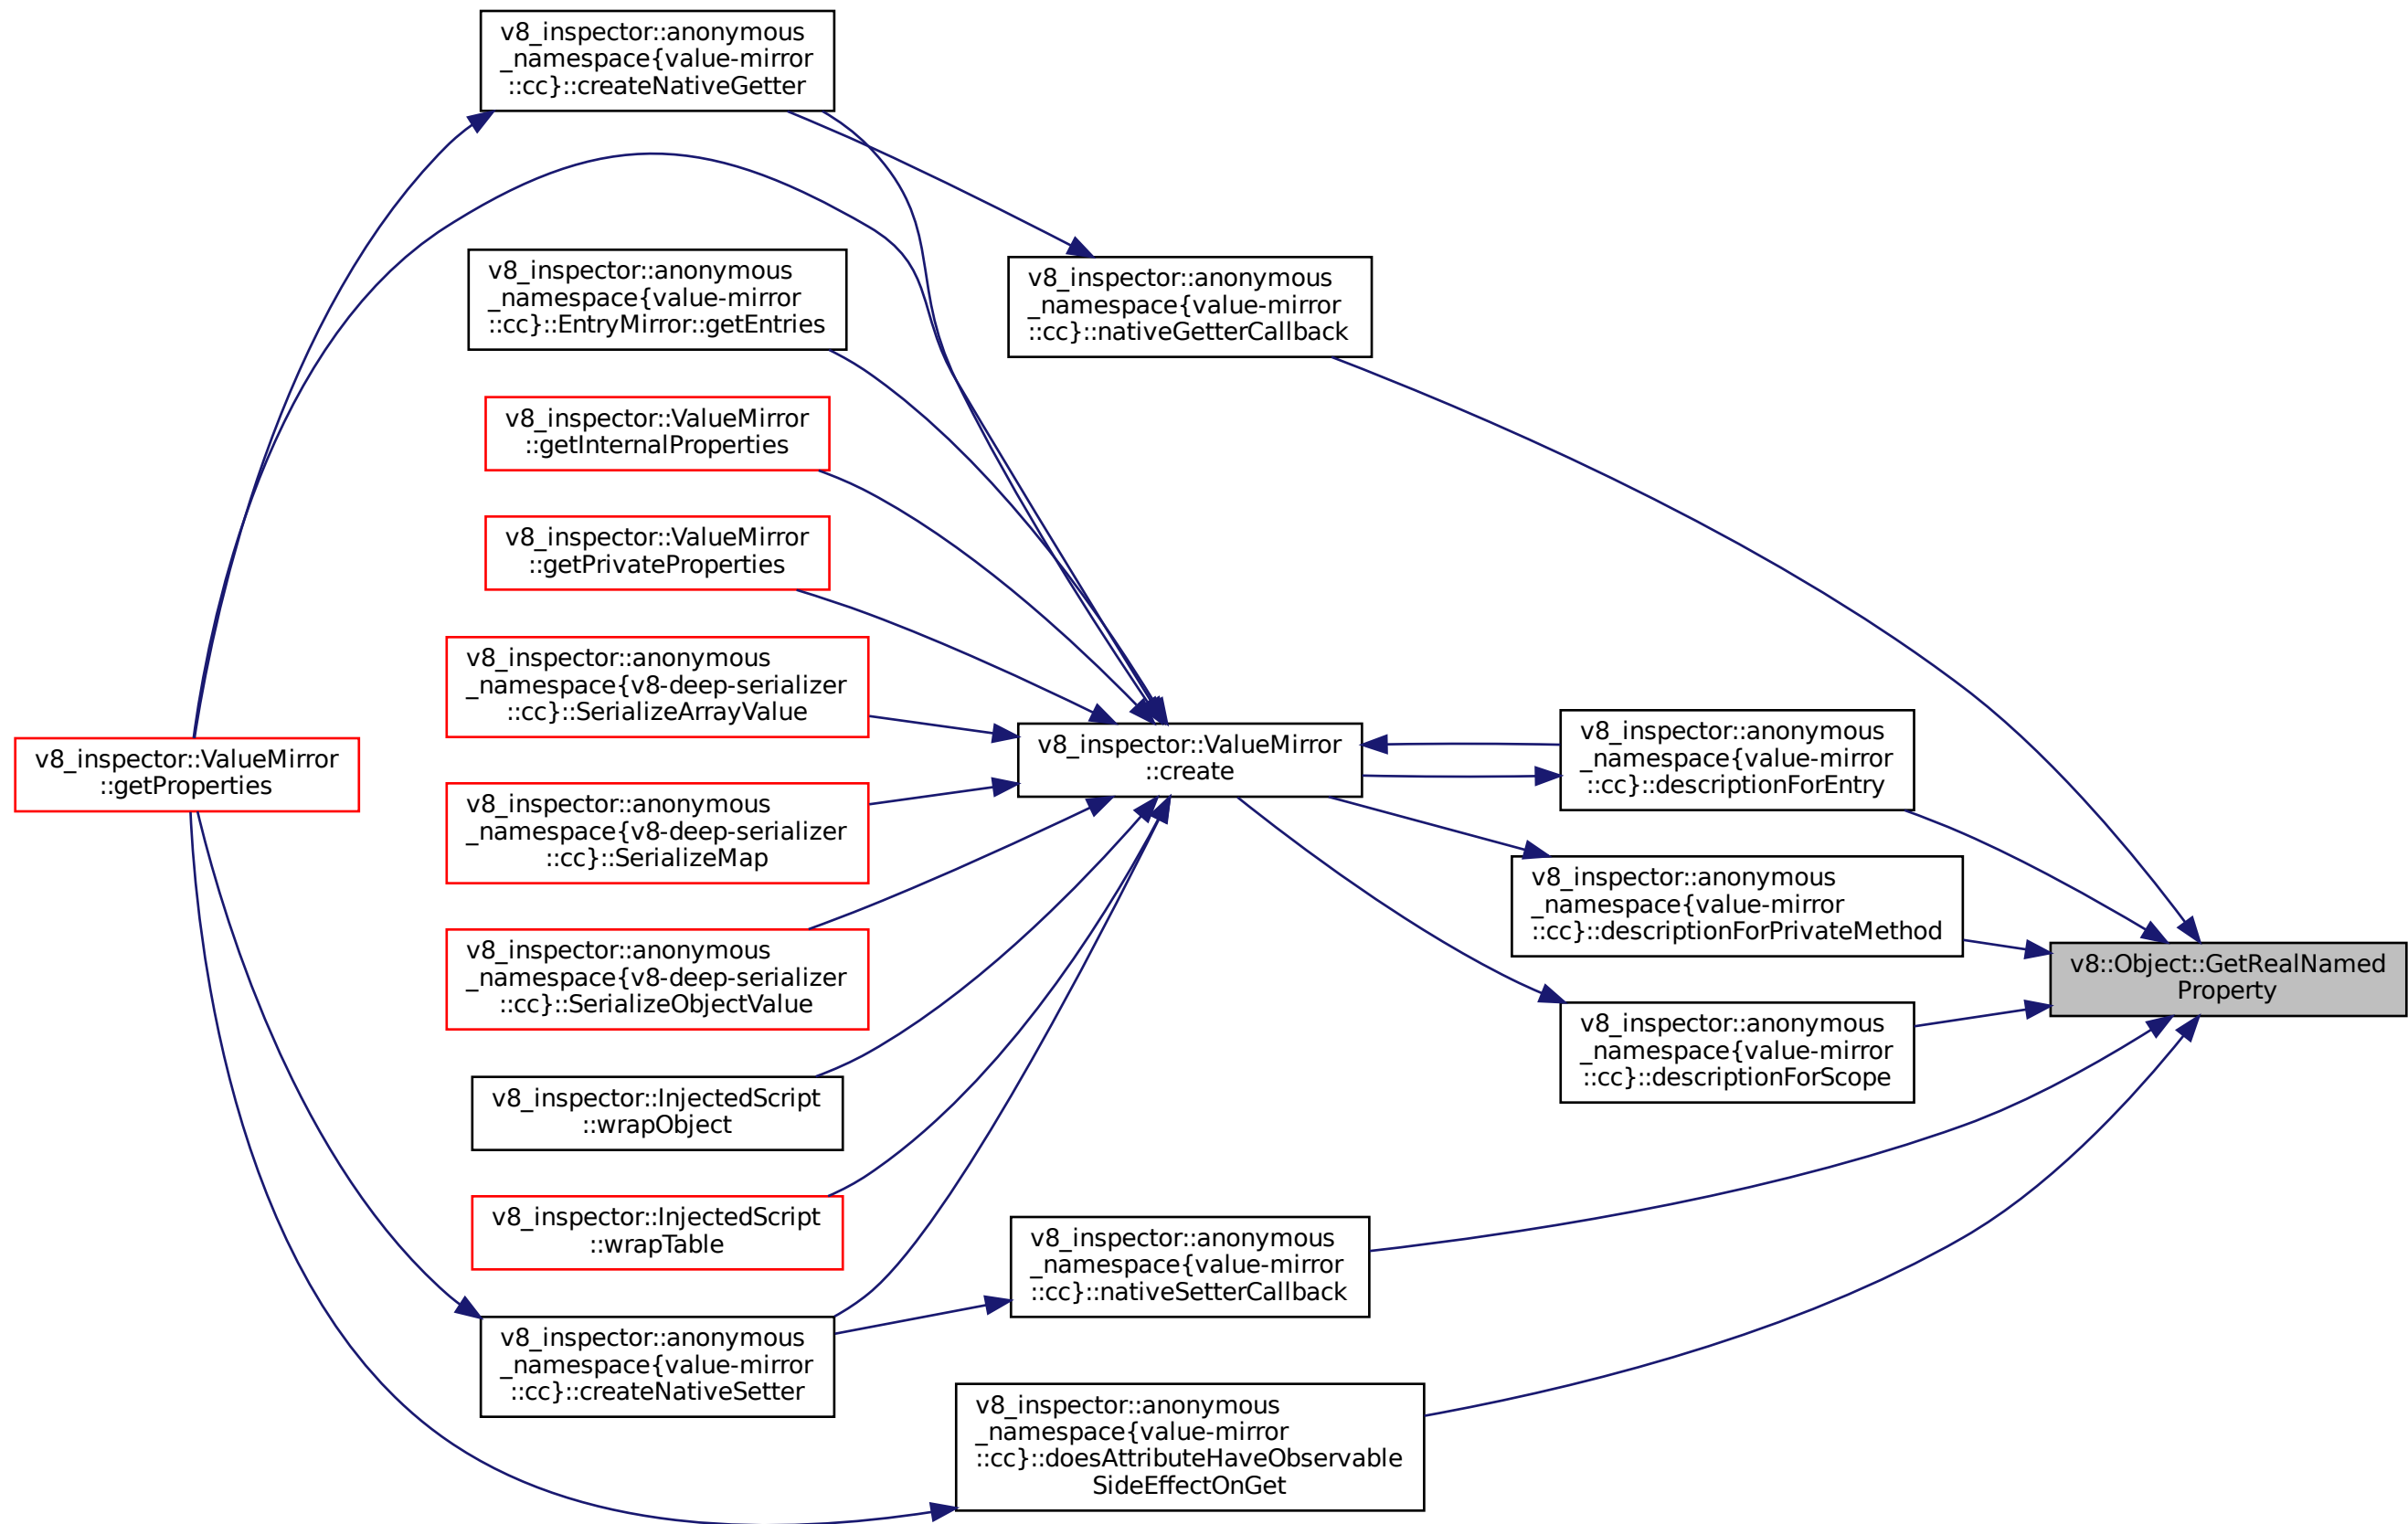 v8_inspector::anonymous
_namespace{value-mirror
::cc}::createNativeGetter
v8_inspector::anonymous
_namespace{value-mirror
::cc}::EntryMirror::getEntries
v8_inspector::anonymous
_namespace{value-mirror
::cc}::nativeGetterCallback
v8_inspector::ValueMirror
::getInternalProperties
v8_inspector::ValueMirror
::getPrivateProperties
v8_inspector::anonymous
_namespace{v8-deep-serializer
::cc}::SerializeArrayValue
v8_inspector::ValueMirror
::getProperties
v8_inspector::ValueMirror
::create
v8_inspector::anonymous
_namespace{value-mirror
::cc}::descriptionForEntry
v8_inspector::anonymous
_namespace{v8-deep-serializer
::cc}::SerializeMap
v8_inspector::anonymous
_namespace{value-mirror
::cc}::descriptionForPrivateMethod
v8_inspector::anonymous
_namespace{v8-deep-serializer
::cc}::SerializeObjectValue
v8::Object::GetRealNamed
Property
v8_inspector::anonymous
_namespace{value-mirror
::cc}::descriptionForScope
v8_inspector::InjectedScript
::wrapObject
v8_inspector::InjectedScript
::wrapTable
v8_inspector::anonymous
_namespace{value-mirror
::cc}::nativeSetterCallback
v8_inspector::anonymous
_namespace{value-mirror
::cc}::createNativeSetter
v8_inspector::anonymous
_namespace{value-mirror
::cc}::doesAttributeHaveObservable
SideEffectOnGet